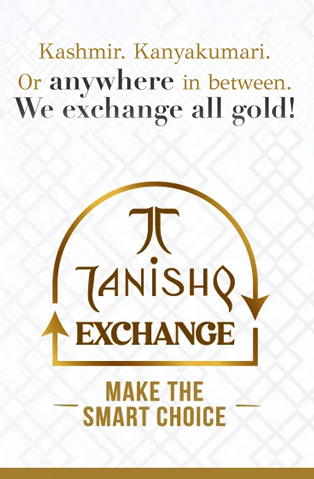 Kashmir. Kanyakumari.
Or anywhere in between.
We exchange all gold!
TANISHQ
EXCHANGE
MAKE THE
SMART CHOICE